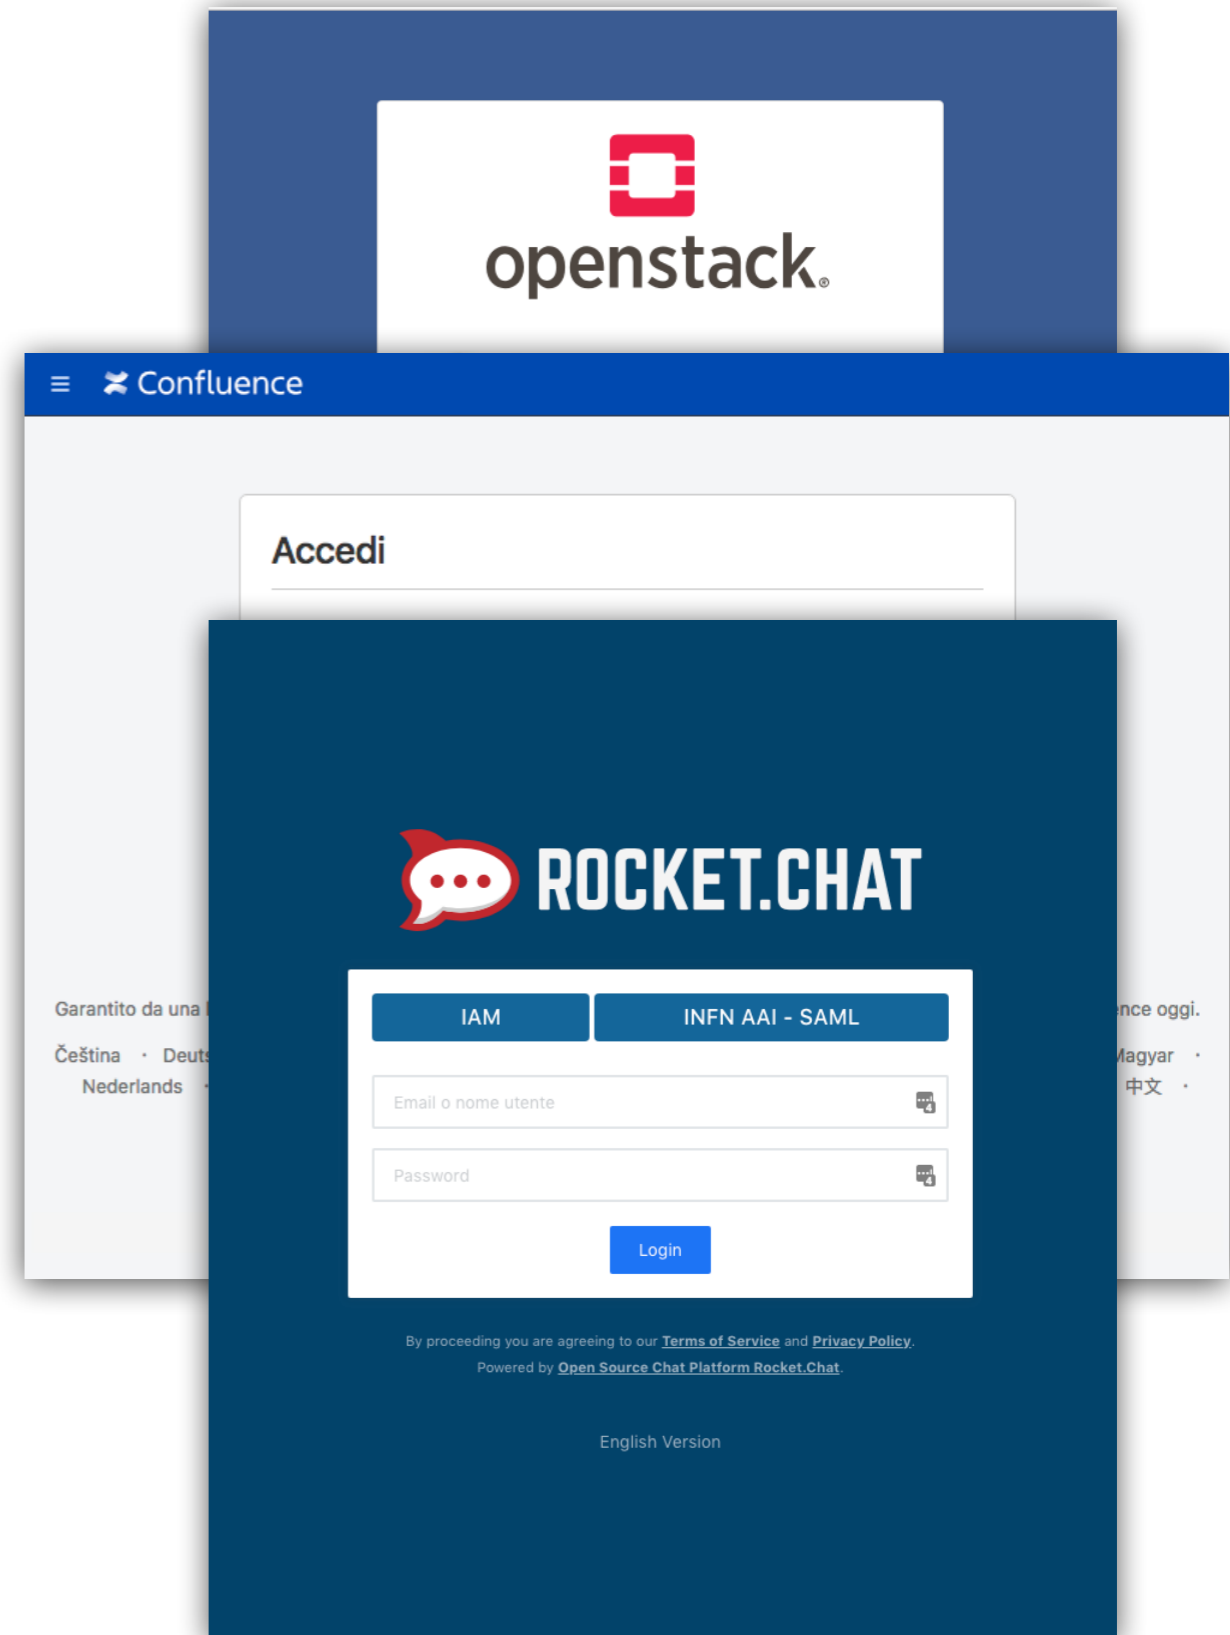 openstack.
Confluence
Accedi
ROCKET.CHAT
IAM
INFN AAI - SAML
Garantito da una
nce oggi.
Email o nome utente
Čeština · Deuts
Magyar ·
Nederlands ·
中文 ·
Password
Login
By proceeding you are agreeing to our Terms of Service and Privacy Policy.
Powered by Open Source Chat Platform Rocket.Chat.
English Version